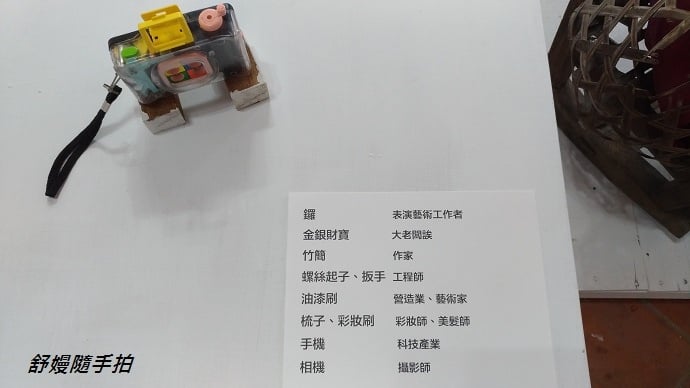 鑼 表演藝術工作者
金銀財寶 大老闆誒
竹簡 作家
螺絲起子、扳手 工程師
油漆刷 營造業、藝術家
梳子、彩妝刷 彩妝師、美髮師
手機 科技產業
相機 攝影師
舒嫚隨手拍